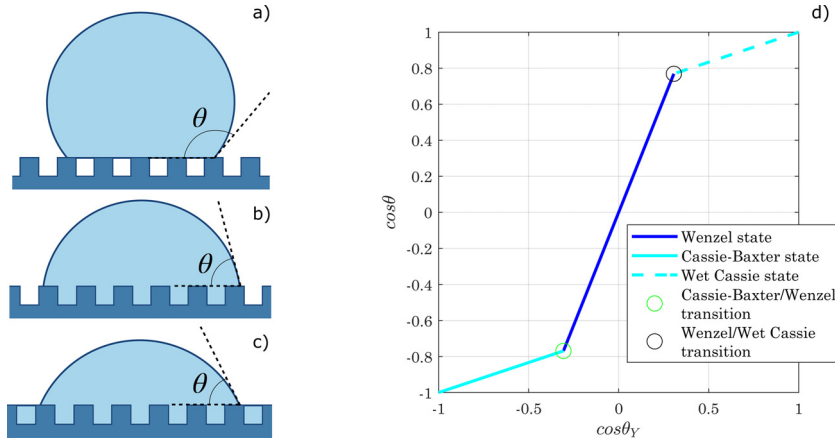 a)
θ
b)
θ
c)
θ
d)
1
0.8
0.6
0.4
0.2
0
-0.2
-0.4
-0.6
-0.8
-1
cosθ
-1
-0.5
0
0.5
1
cosθ_Y
Wenzel state
Cassie-Baxter state
Wet Cassie state
Cassie-Baxter/Wenzel
transition
Wenzel/Wet Cassie
transition